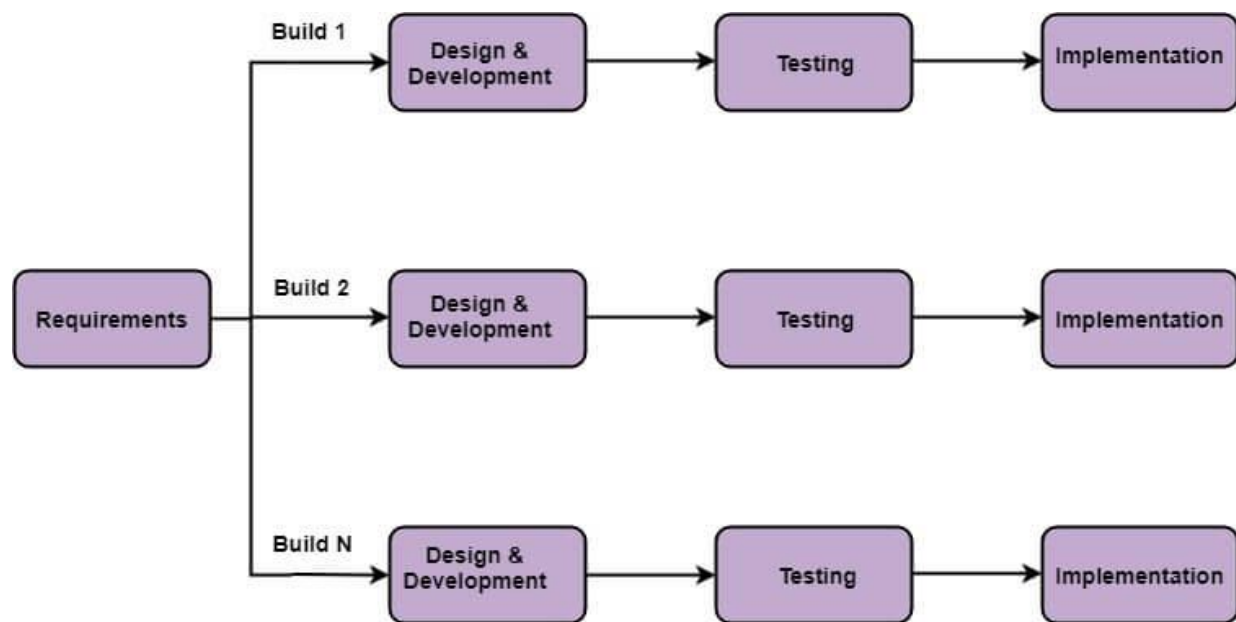 Build 1
Design &
Development
Testing
Implementation
Requirements
Build 2
Design &
Development
Testing
Implementation
Build N
Design &
Development
Testing
Implementation